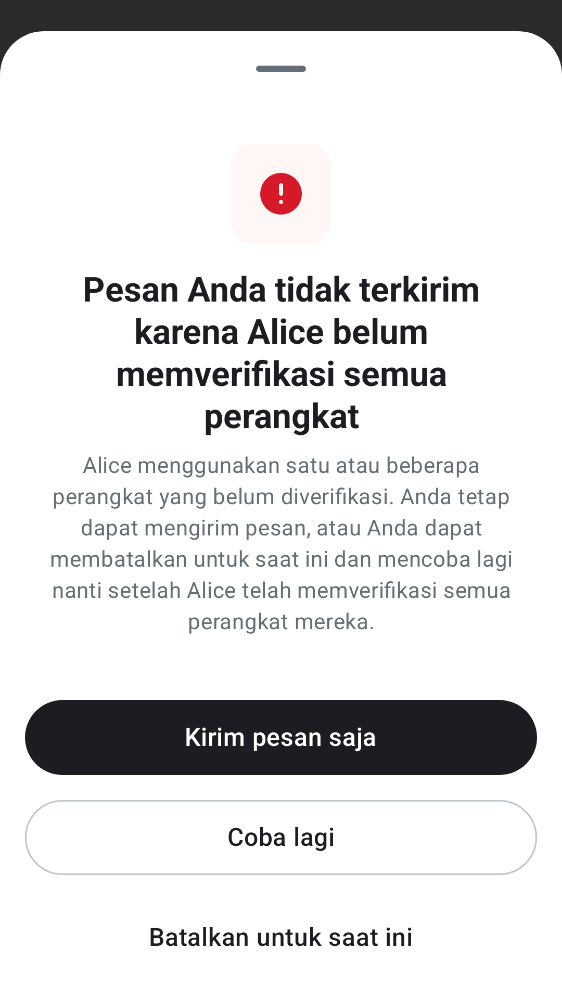 Pesan Anda tidak terkirim
karena Alice belum
memverifikasi semua
perangkat
Alice menggunakan satu atau beberapa
perangkat yang belum diverifikasi. Anda tetap
dapat mengirim pesan, atau Anda dapat
membatalkan untuk saat ini dan mencoba lagi
nanti setelah Alice telah memverifikasi semua
perangkat mereka.
Kirim pesan saja
Coba lagi
Batalkan untuk saat ini